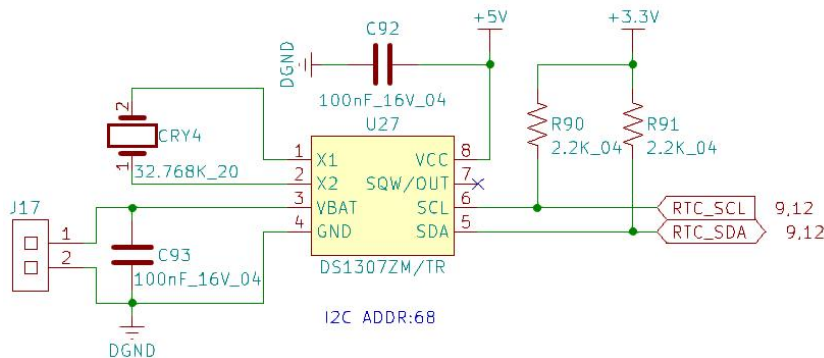 +5V
+3.3V
C92
DGND
100nF_16V_04
U27
2
CRY4
1
32.768K_20
R90
2.2K_04
R91
2.2K_04
1 X1 VCC 8
2 X2 SQW/OUT 7
3 VBAT SCL 6
4 GND SDA 5
DS1307ZM/TR
RTC_SCL 9,12
RTC_SDA 9,12
J17
1
2
C93
100nF_16V_04
I2C ADDR:68
DGND